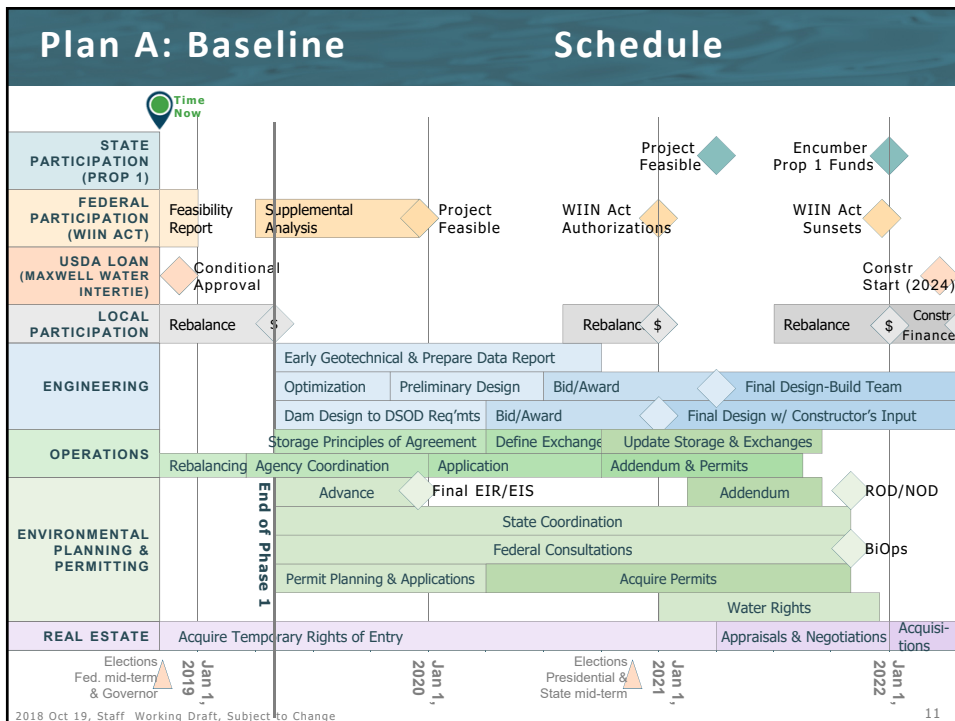 Plan A: Baseline Schedule
Time
Now
STATE
PARTICIPATION
(PROP 1)
Project
Feasible
Encumber
Prop 1 Funds
FEDERAL
PARTICIPATION
(WIIN ACT)
Feasibility
Report
Supplemental
Analysis
Project
Feasible
WIIN Act
Authorizations
WIIN Act
Sunsets
USDA LOAN
(MAXWELL WATER
INTERTIE)
Conditional
Approval
Constr
Start (2024)
LOCAL
PARTICIPATION
Rebalance
$
Rebalanc
$
Rebalance
$
Constr
Finance
ENGINEERING
Early Geotechnical & Prepare Data Report
Optimization
Preliminary Design
Bid/Award
Final Design-Build Team
Dam Design to DSOD Req'mts
Bid/Award
Final Design w/ Constructor's Input
OPERATIONS
Storage Principles of Agreement
Define Exchange
Update Storage & Exchanges
Rebalancing
Agency Coordination
Application
Addendum & Permits
End of Phase 1
ENVIRONMENTAL
PLANNING &
PERMITTING
Advance
Final EIR/EIS
Addendum
ROD/NOD
State Coordination
Federal Consultations
BiOps
Permit Planning & Applications
Acquire Permits
Water Rights
REAL ESTATE
Acquire Temporary Rights of Entry
Appraisals & Negotiations
Acquisi-
tions
Elections
Fed. mid-term
& Governor
Jan 1,
2019
Jan 1,
2020
Elections
Presidential &
State mid-term
Jan 1,
2021
Jan 1,
2022
2018 Oct 19, Staff Working Draft, Subject to Change
11